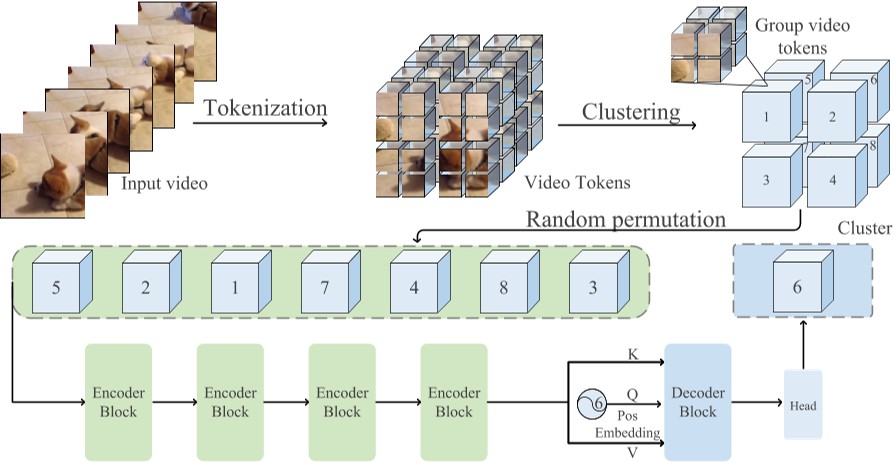 Group video
tokens
Tokenization
Clustering
Input video
Video Tokens
5
6
1
2
7
8
3
4
Random permutation
Cluster
5
2
1
7
4
8
3
6
Encoder
Block
Encoder
Block
Encoder
Block
Encoder
Block
K
6
Q
Pos
Embedding
V
Decoder
Block
Head